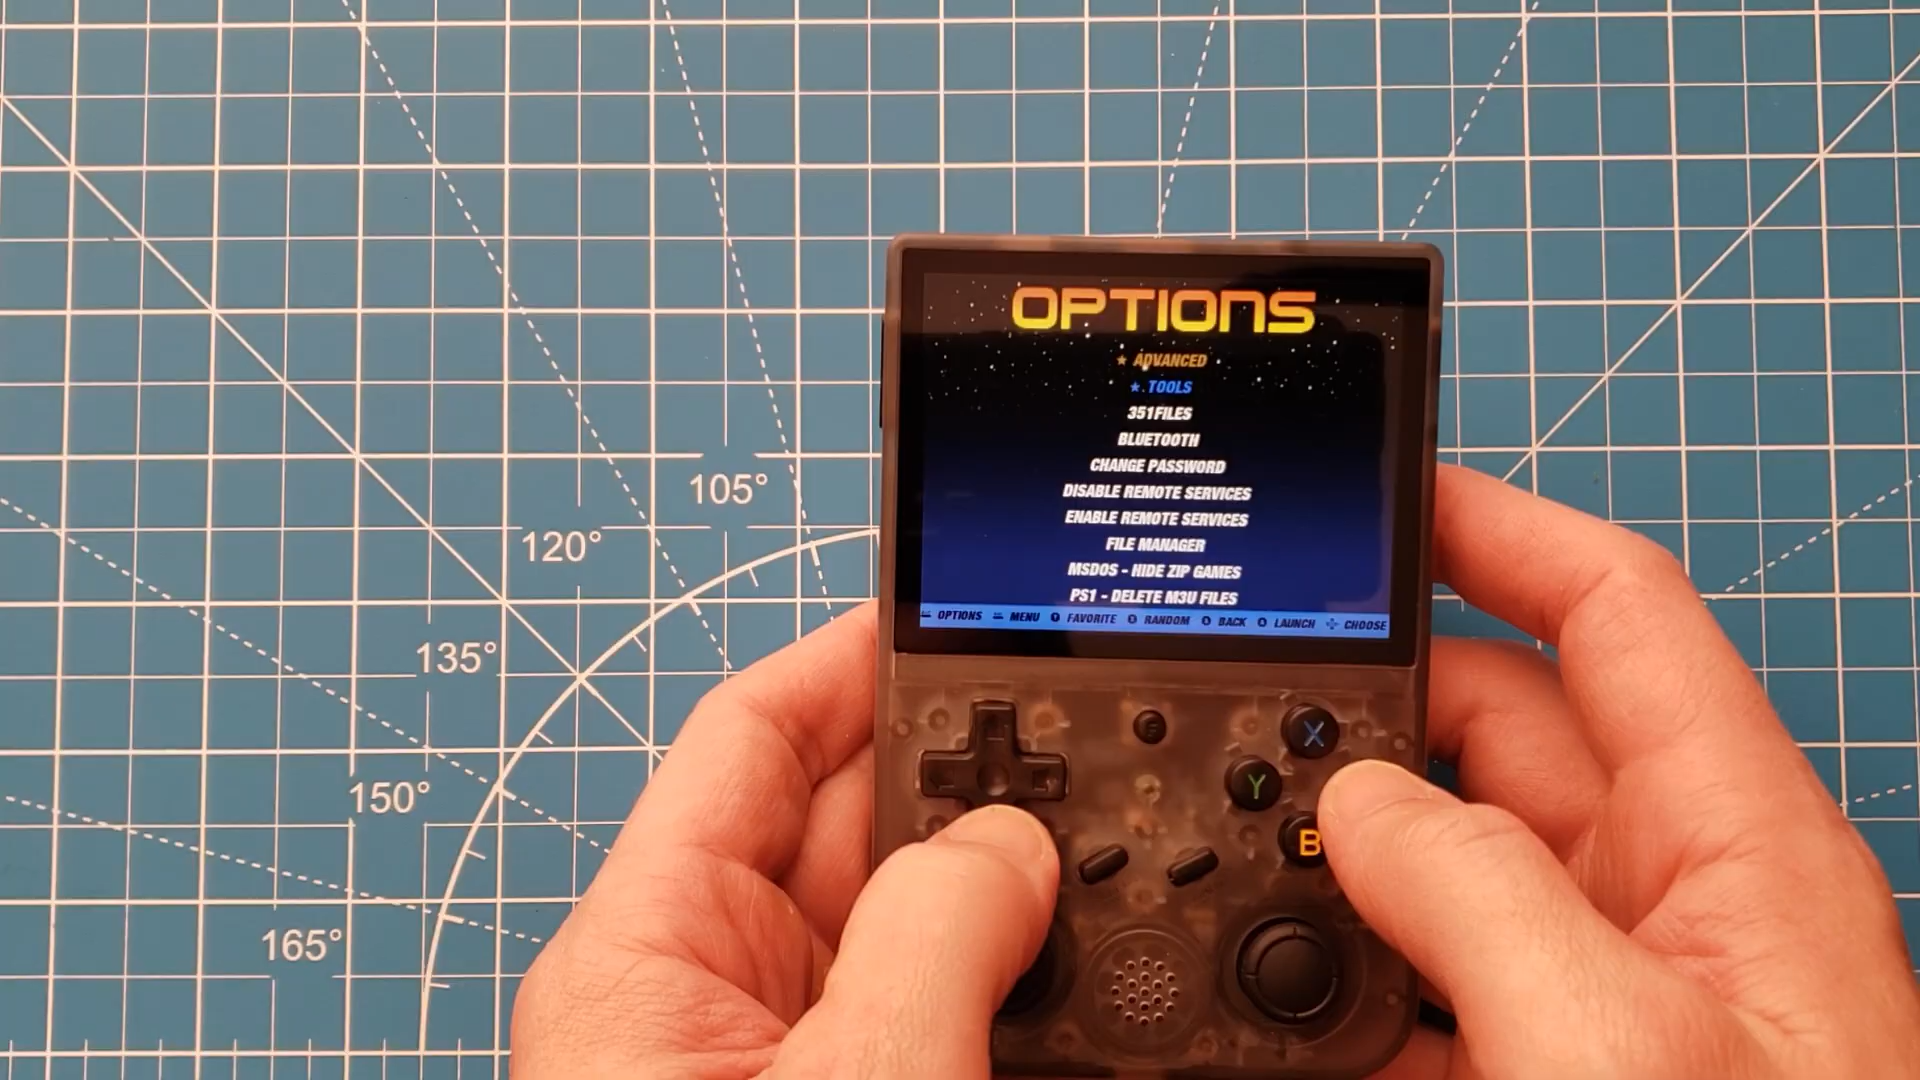 OPTIONS
★ ADVANCED
★ TOOLS
351FILES
BLUETOOTH
CHANGE PASSWORD
DISABLE REMOTE SERVICES
ENABLE REMOTE SERVICES
FILE MANAGER
MSDOS - HIDE ZIP GAMES
PS1 - DELETE M3U FILES
OPTIONS MENU FAVORITE RANDOM BACK LAUNCH CHOOSE
105°
120°
135°
150°
165°
F
X
Y
B